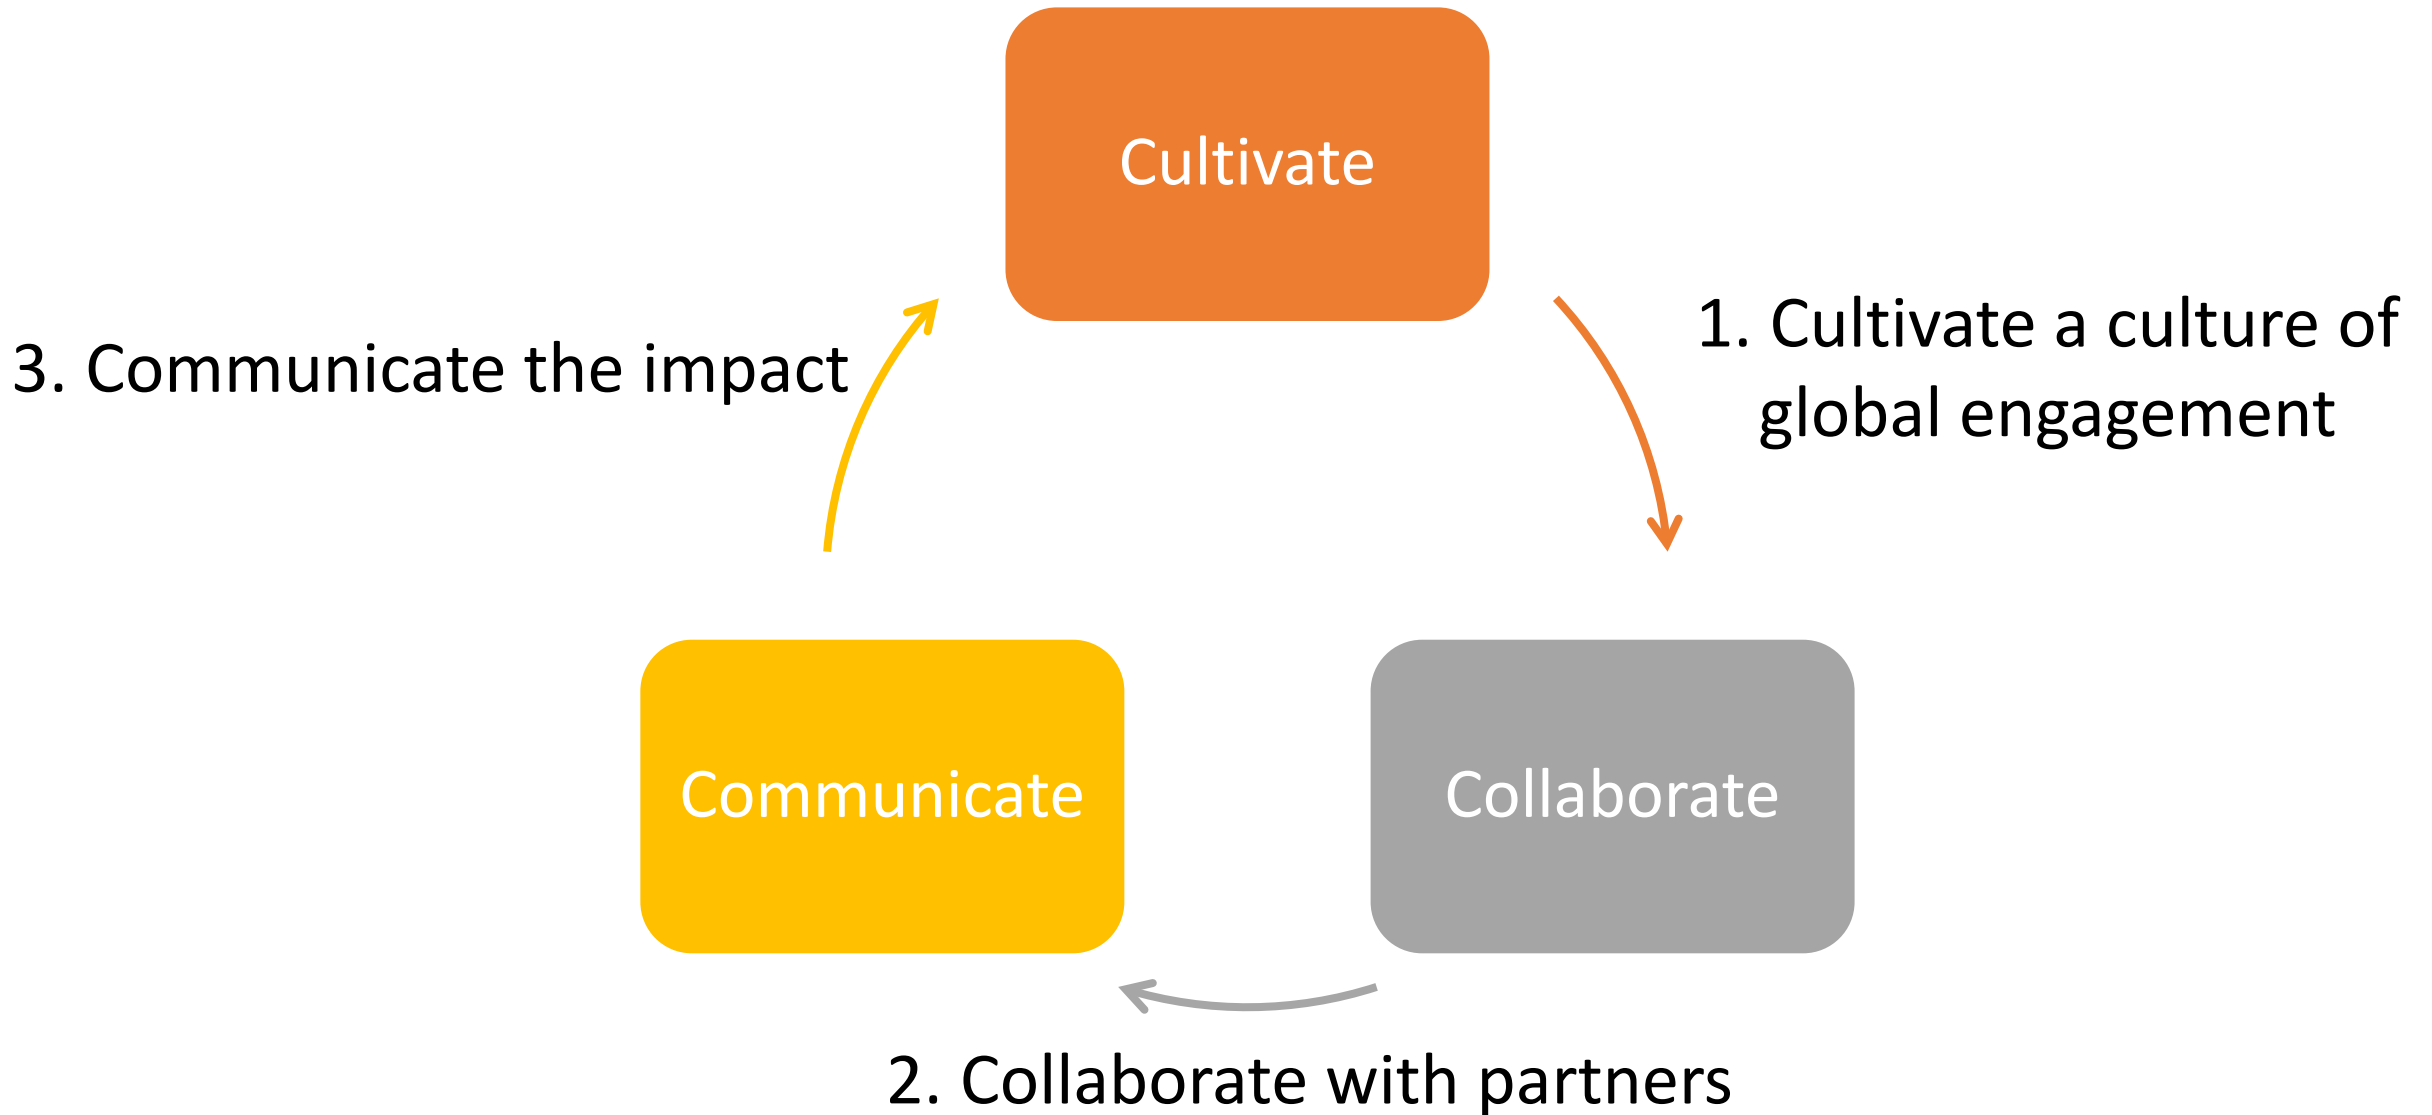 Cultivate
1. Cultivate a culture of
global engagement
3. Communicate the impact
Communicate
Collaborate
2. Collaborate with partners